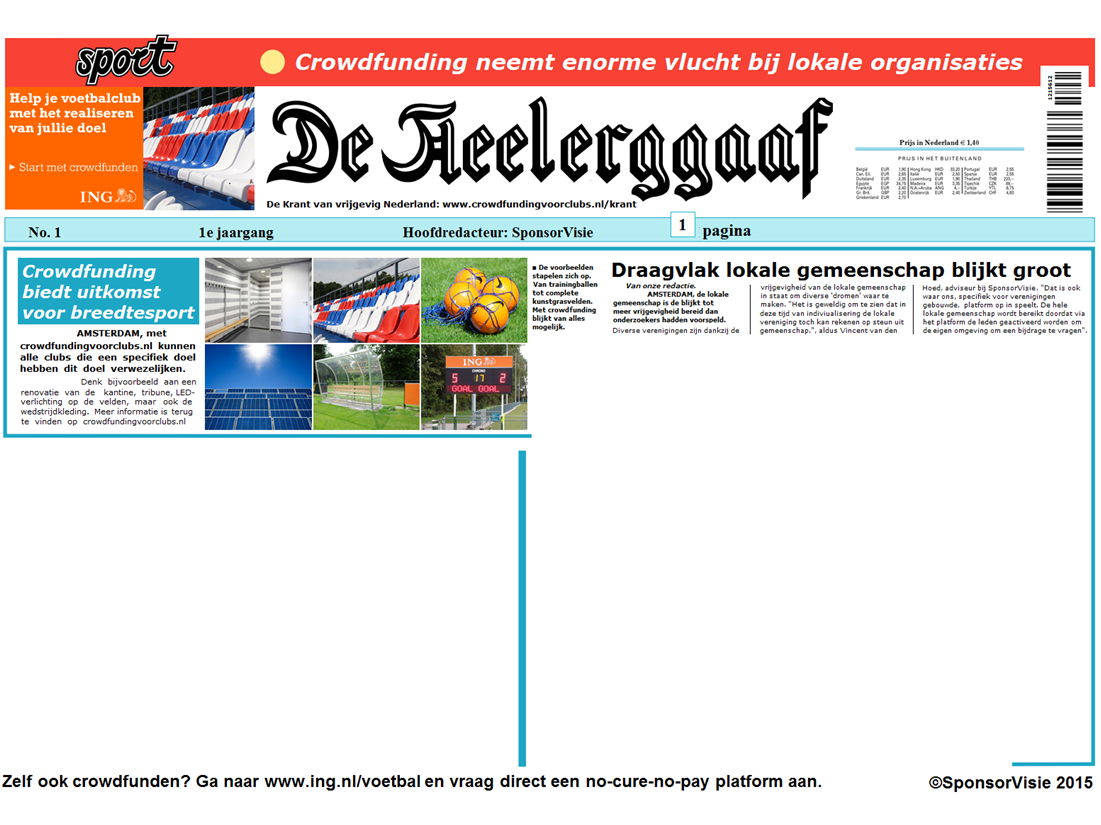 sport
Crowdfunding neemt enorme vlucht bij lokale organisaties
Help je voetbalclub
met het realiseren
van jullie doel
Start met crowdfunding
ING
De Heelerggaaf
De Krant van vrijgevig Nederland: www.crowdfundingvoorclubs.nl/krant
Prijs in Nederland € 1,40
PRIJS IN HET BUITENLAND
1215612
No. 1
1e jaargang
Hoofdredacteur: SponsorVisie
1 pagina
Crowdfunding
biedt uitkomst
voor breedtesport
AMSTERDAM, met
crowdfundingvoorclubs.nl kunnen
alle clubs die een specifiek doel
hebben dit doel verwezelijken.
Denk bijvoorbeeld aan een
renovatie van de kantine, tribune, LED-
verlichting op de velden, maar ook de
wedstrijdkleding. Meer informatie is terug
te vinden op crowdfundingvoorclubs.nl
ING
5 17 2
GOAL GOAL
De voorbeelden
stapelen zich op.
Van trainingballen
tot complete
kunstgrasvelden.
Met crowdfunding
blijkt van alles
mogelijk.
Draagvlak lokale gemeenschap blijkt groot
Van onze redactie.
AMSTERDAM, de lokale
gemeenschap is de blijkt tot
meer vrijgevigheid bereid dan
onderzoekers hadden voorspeld.
Diverse verenigingen zijn dankzij de
vrijgevigheid van de lokale gemeenschap
in staat om diverse 'dromen' waar te
maken. "Het is geweldig om te zien dat in
deze tijd van indiviualisering de lokale
vereniging toch kan rekenen op steun uit
gemeenschap.", aldus Vincent van den
Hoed, adviseur bij SponsorVisie. "Dat is ook
waar ons, specifiek voor verenigingen
gebouwde, platform op in speelt. De hele
lokale gemeenschap wordt bereikt doordat via
het platform de leden geactiveerd worden om
de eigen omgeving om een bijdrage te vragen".
Zelf ook crowdfunden? Ga naar www.ing.nl/voetbal en vraag direct een no-cure-no-pay platform aan.
©SponsorVisie 2015